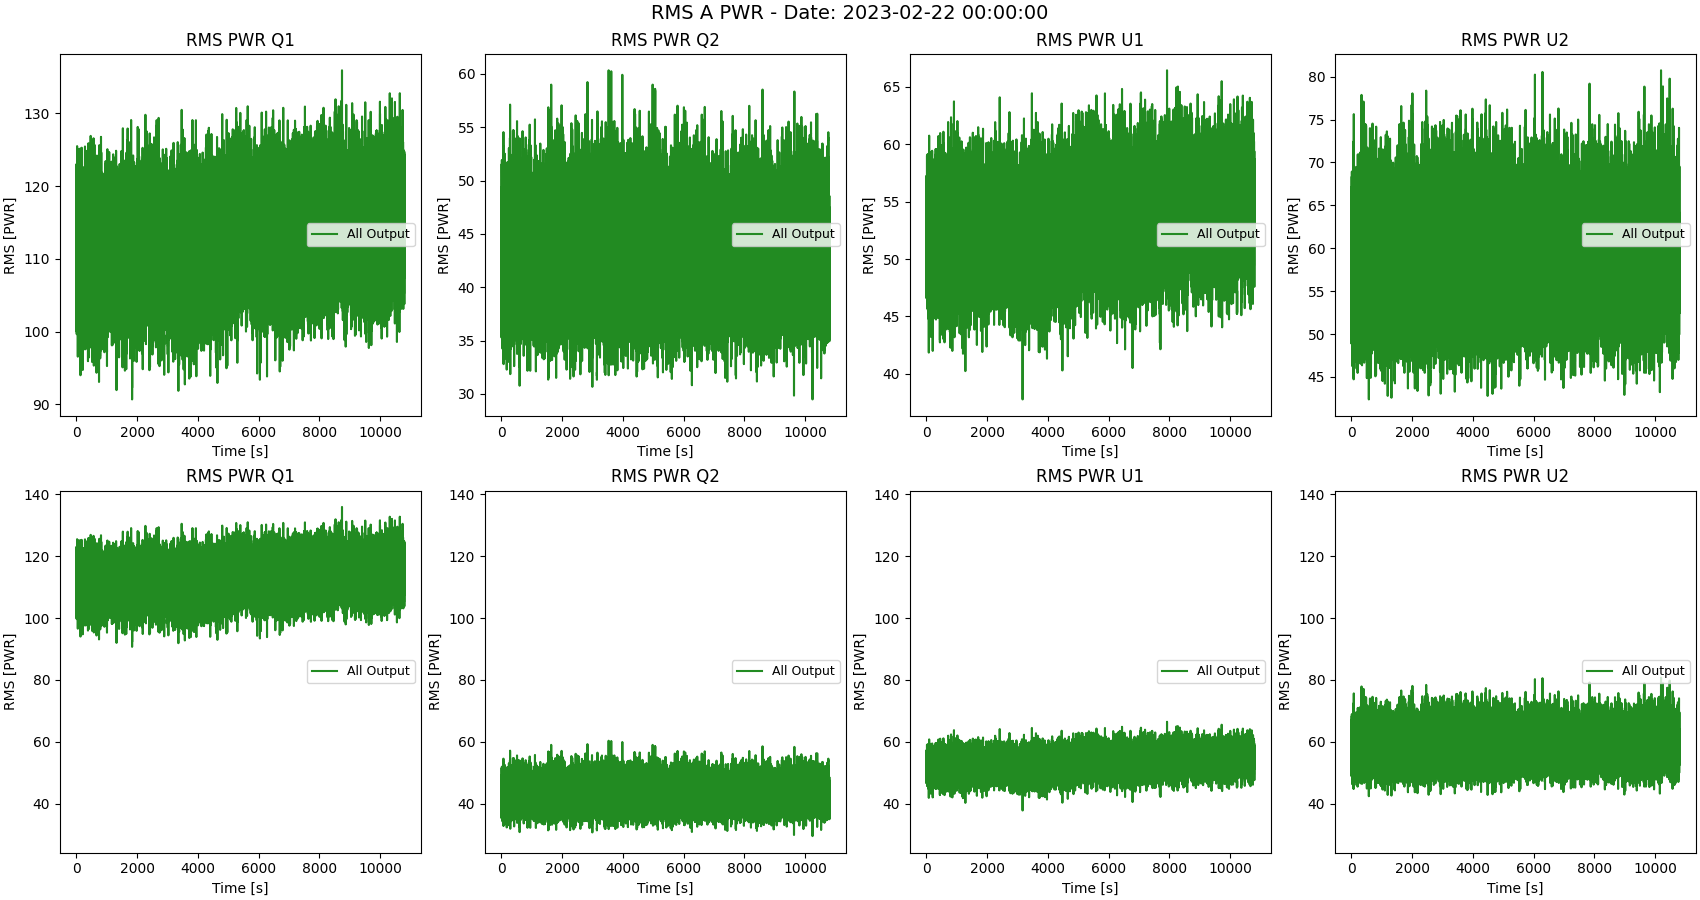 RMS A PWR - Date: 2023-02-22 00:00:00
RMS PWR Q1
RMS [PWR]
130
120
110
100
90
All Output
0 2000 4000 6000 8000 10000
Time [s]
RMS PWR Q2
RMS [PWR]
60
55
50
45
40
35
30
All Output
0 2000 4000 6000 8000 10000
Time [s]
RMS PWR U1
RMS [PWR]
65
60
55
50
45
40
All Output
0 2000 4000 6000 8000 10000
Time [s]
RMS PWR U2
RMS [PWR]
80
75
70
65
60
55
50
45
All Output
0 2000 4000 6000 8000 10000
Time [s]
RMS PWR Q1
RMS [PWR]
140
120
100
80
60
40
All Output
0 2000 4000 6000 8000 10000
Time [s]
RMS PWR Q2
RMS [PWR]
140
120
100
80
60
40
All Output
0 2000 4000 6000 8000 10000
Time [s]
RMS PWR U1
RMS [PWR]
140
120
100
80
60
40
All Output
0 2000 4000 6000 8000 10000
Time [s]
RMS PWR U2
RMS [PWR]
140
120
100
80
60
40
All Output
0 2000 4000 6000 8000 10000
Time [s]